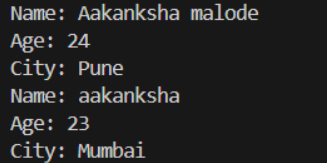 Name: Aakanksha malode
Age: 24
City: Pune
Name: aakanksha
Age: 23
City: Mumbai